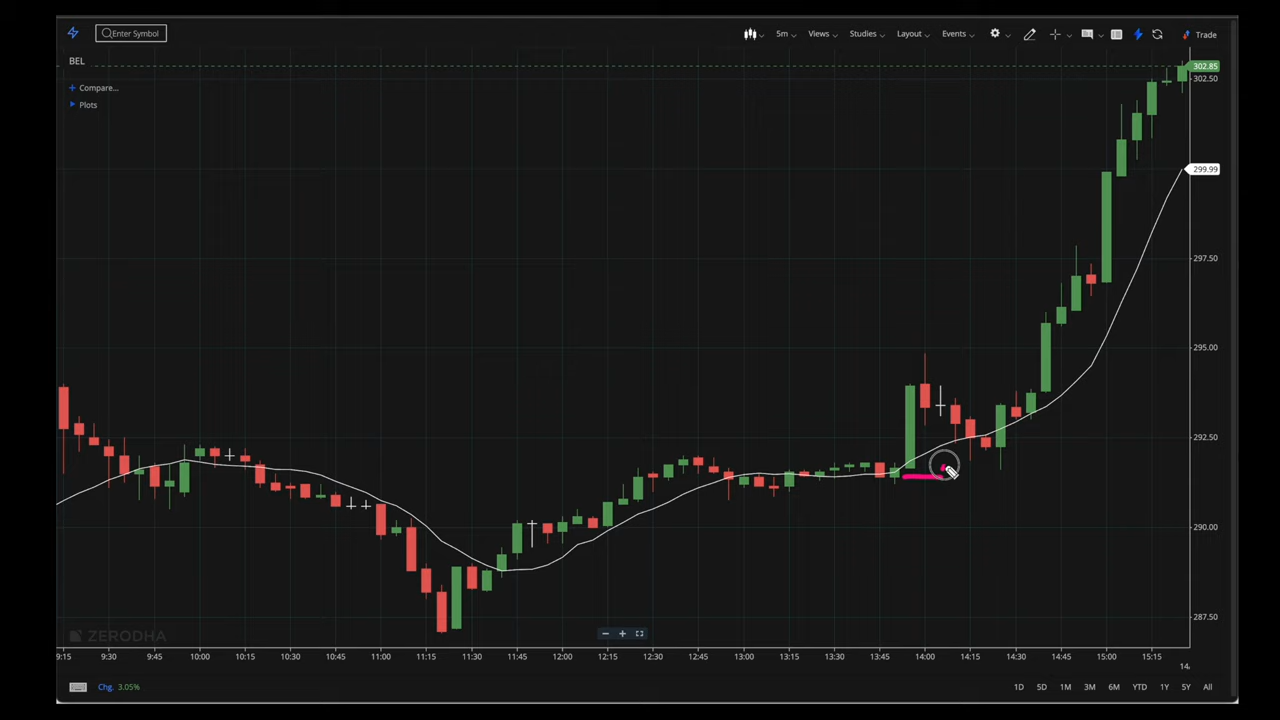 Enter Symbol
5m Views Studies Layout Events Trade
BEL
302.85
302.50
Compare...
Plots
299.99
297.50
295.00
292.50
290.00
287.50
ZERODHA
9:15 9:30 9:45 10:00 10:15 10:30 10:45 11:00 11:15 11:30 11:45 12:00 12:15 12:30 12:45 13:00 13:15 13:30 13:45 14:00 14:15 14:30 14:45 15:00 15:15
Chg. 3.05% 1D 5D 1M 3M 6M YTD 1Y 5Y All